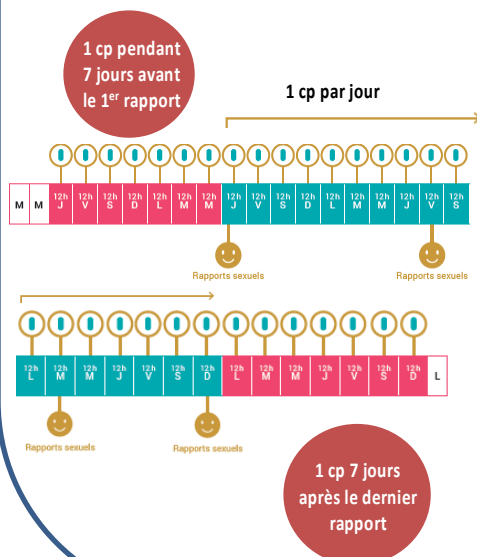 1 cp pendant
7 jours avant
le 1er rapport
1 cp par jour
M M 12h J 12h V 12h S 12h D 12h L 12h M 12h M 12h J 12h V 12h S 12h D 12h L 12h M 12h M 12h J 12h V 12h S
Rapports sexuels Rapports sexuels
12h L 12h M 12h M 12h J 12h V 12h S 12h D 12h L 12h M 12h M 12h J 12h V 12h S 12h D L
Rapports sexuels Rapports sexuels
1 cp 7 jours
après le dernier
rapport